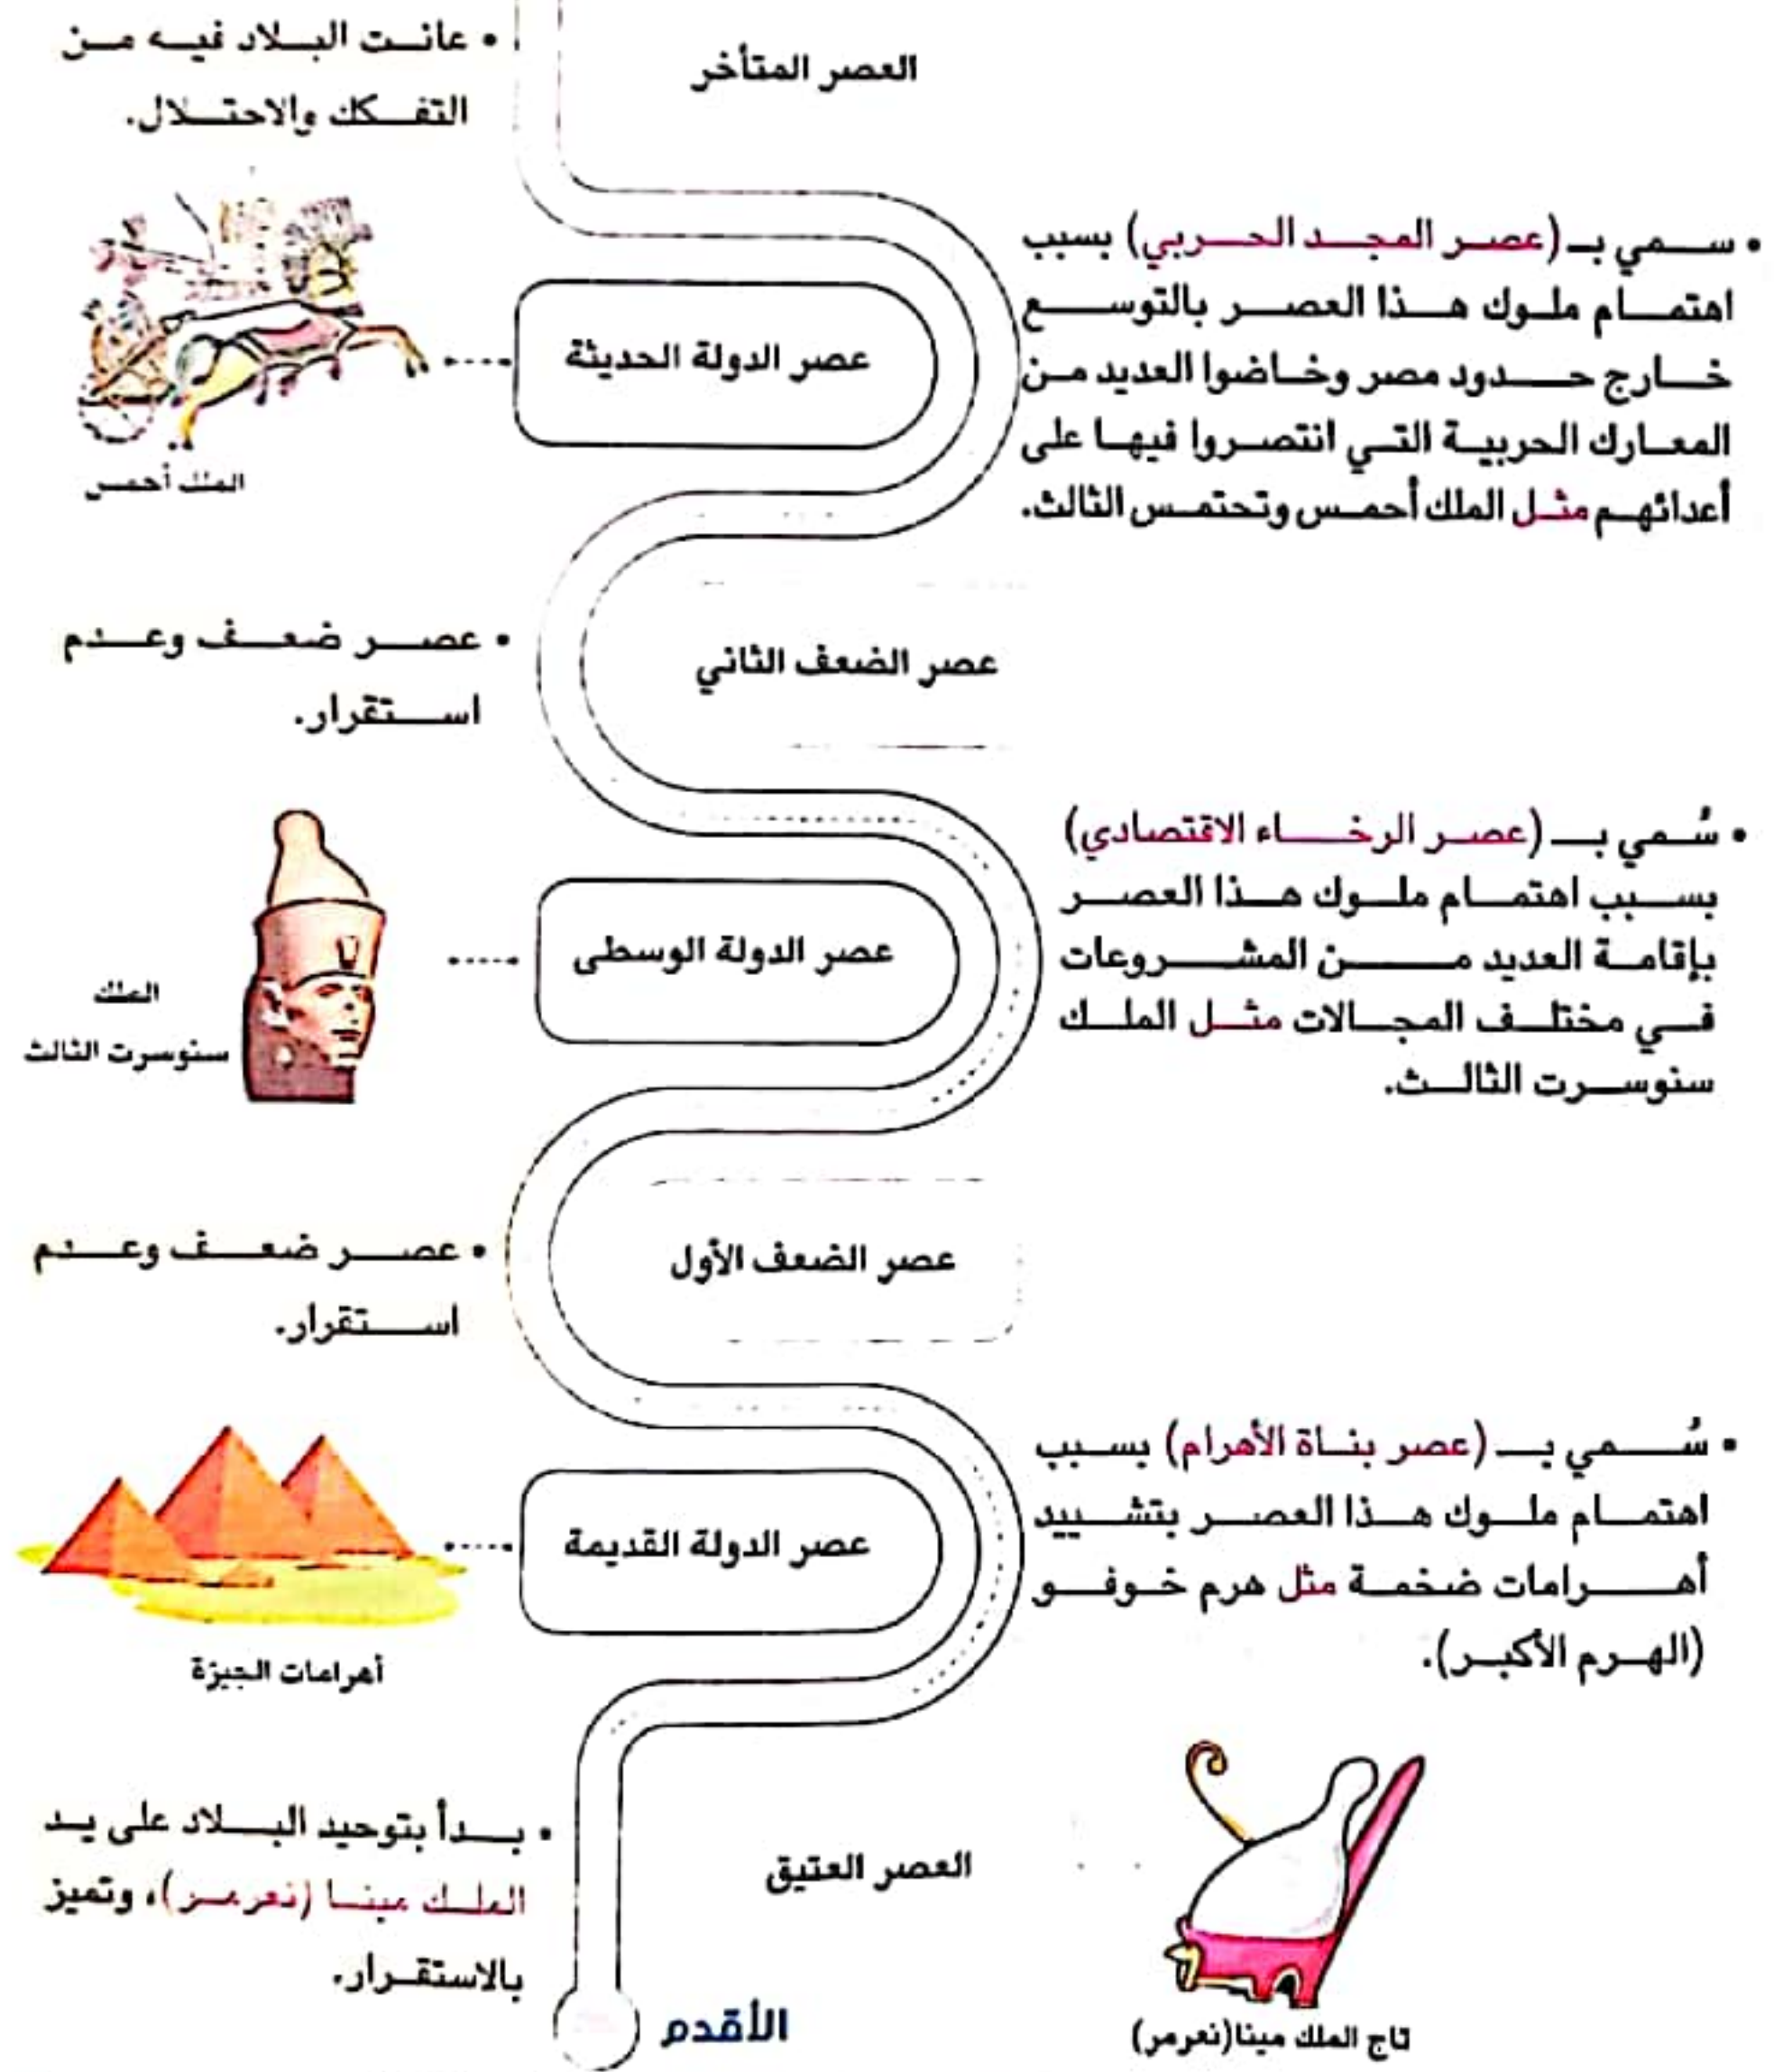 العصر المتأخر
• عانت البلاد فيه من
التفكك والاحتلال.
• سمي بـ (عصر المجد الحربي) بسبب
اهتمام ملوك هذا العصر بالتوسع
خارج حدود مصر وخاضوا العديد من
المعارك الحربية التي انتصروا فيها على
أعدائهم مثل الملك أحمس وتحتمس الثالث.
عصر الدولة الحديثة
الملك أحمس
عصر الضعف الثاني
• عصر ضعف وعدم
استقرار.
• سُمي بـ (عصر الرخاء الاقتصادي)
بسبب اهتمام ملوك هذا العصر
بإقامة العديد من المشروعات
في مختلف المجالات مثل الملك
سنوسرت الثالث.
عصر الدولة الوسطى
الملك
سنوسرت الثالث
عصر الضعف الأول
• عصر ضعف وعدم
استقرار.
• سُمي بـ (عصر بناة الأهرام) بسبب
اهتمام ملوك هذا العصر بتشييد
أهرامات ضخمة مثل هرم خوفو
(الهرم الأكبر).
عصر الدولة القديمة
أهرامات الجيزة
العصر العتيق
• بدأ بتوحيد البلاد على يد
الملك مينا (نعرمر)، وتميز
بالاستقرار.
تاج الملك مينا(نعرمر)
الأقدم